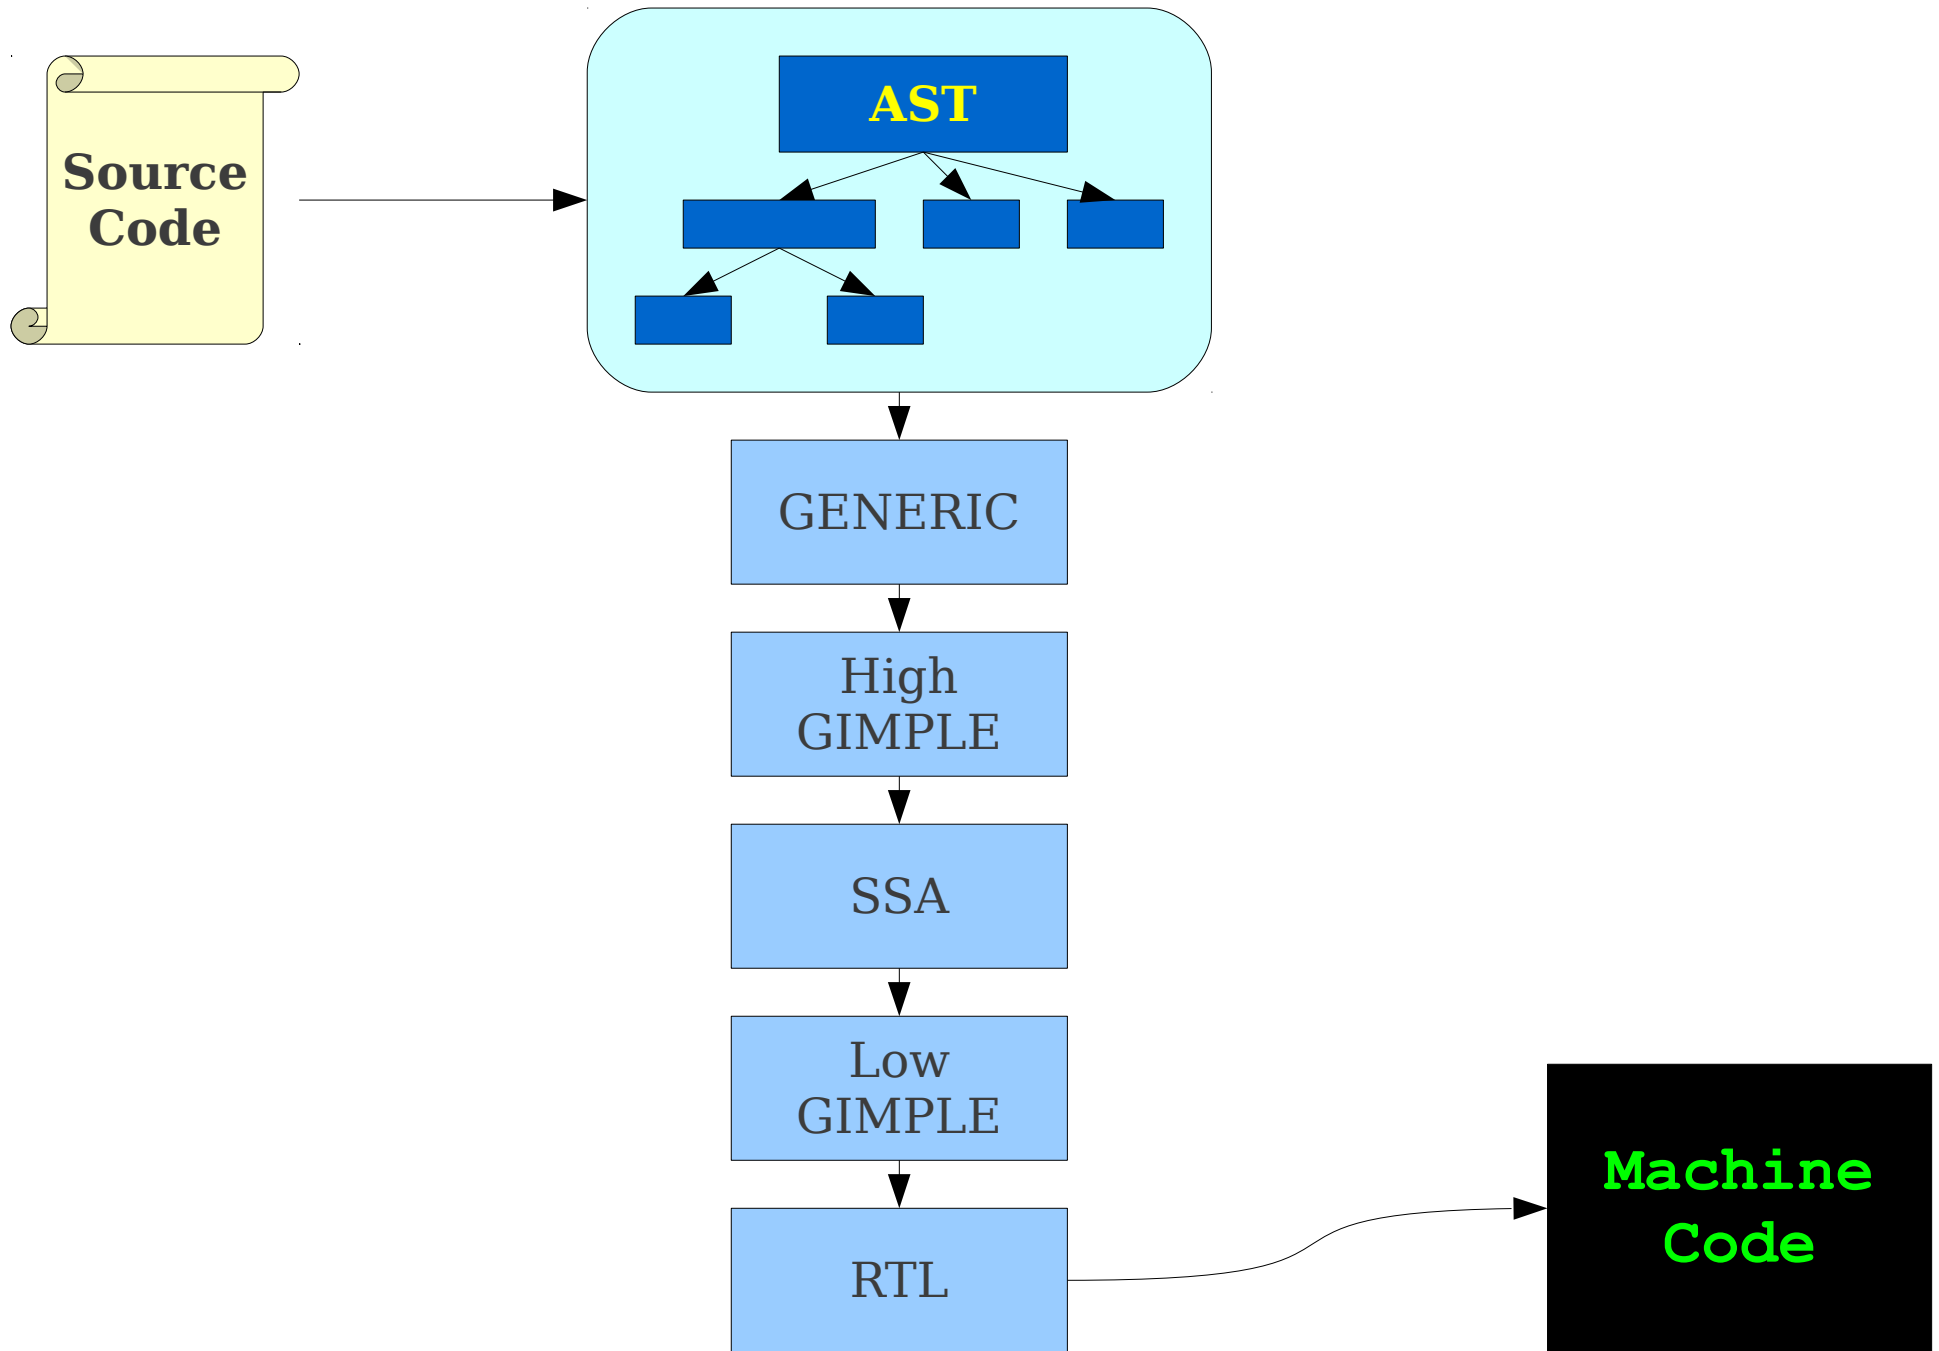 Source
Code
AST
GENERIC
High
GIMPLE
SSA
Low
GIMPLE
RTL
Machine
Code